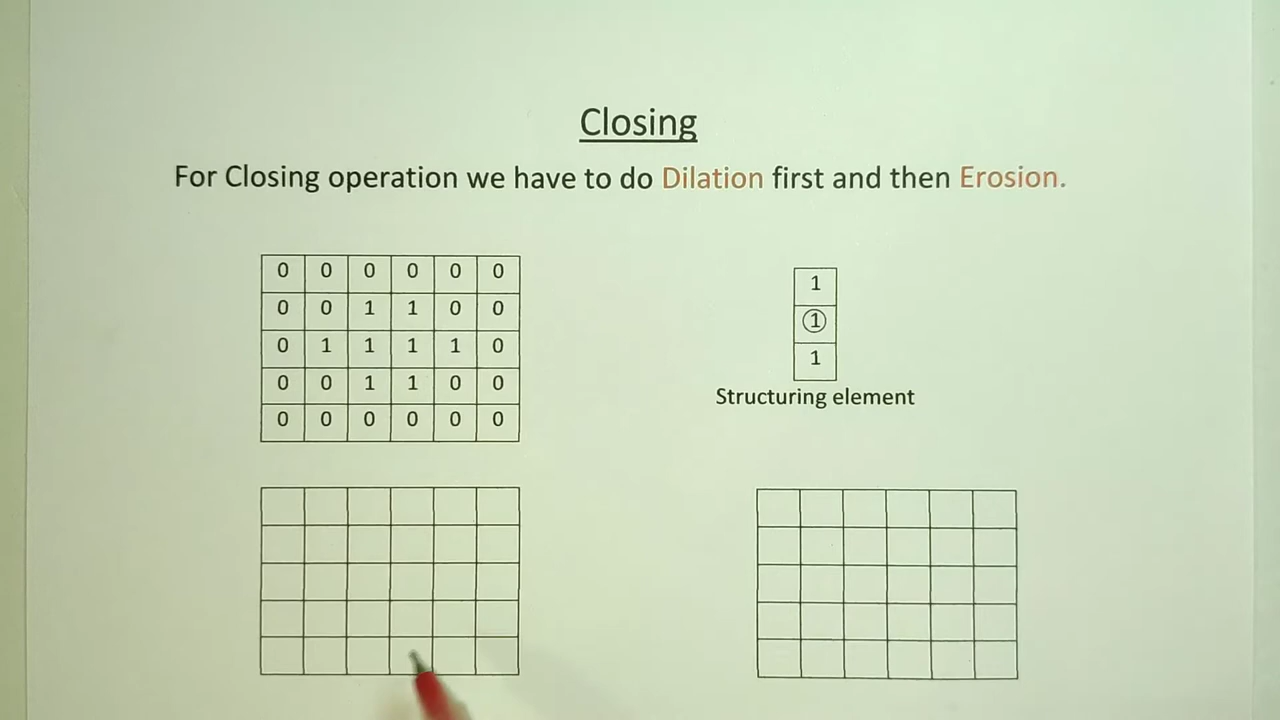 Closing
For Closing operation we have to do Dilation first and then Erosion.
0 0 0 0 0 0
0 0 1 1 0 0
0 1 1 1 1 0
0 0 1 1 0 0
0 0 0 0 0 0
1
1
1
Structuring element